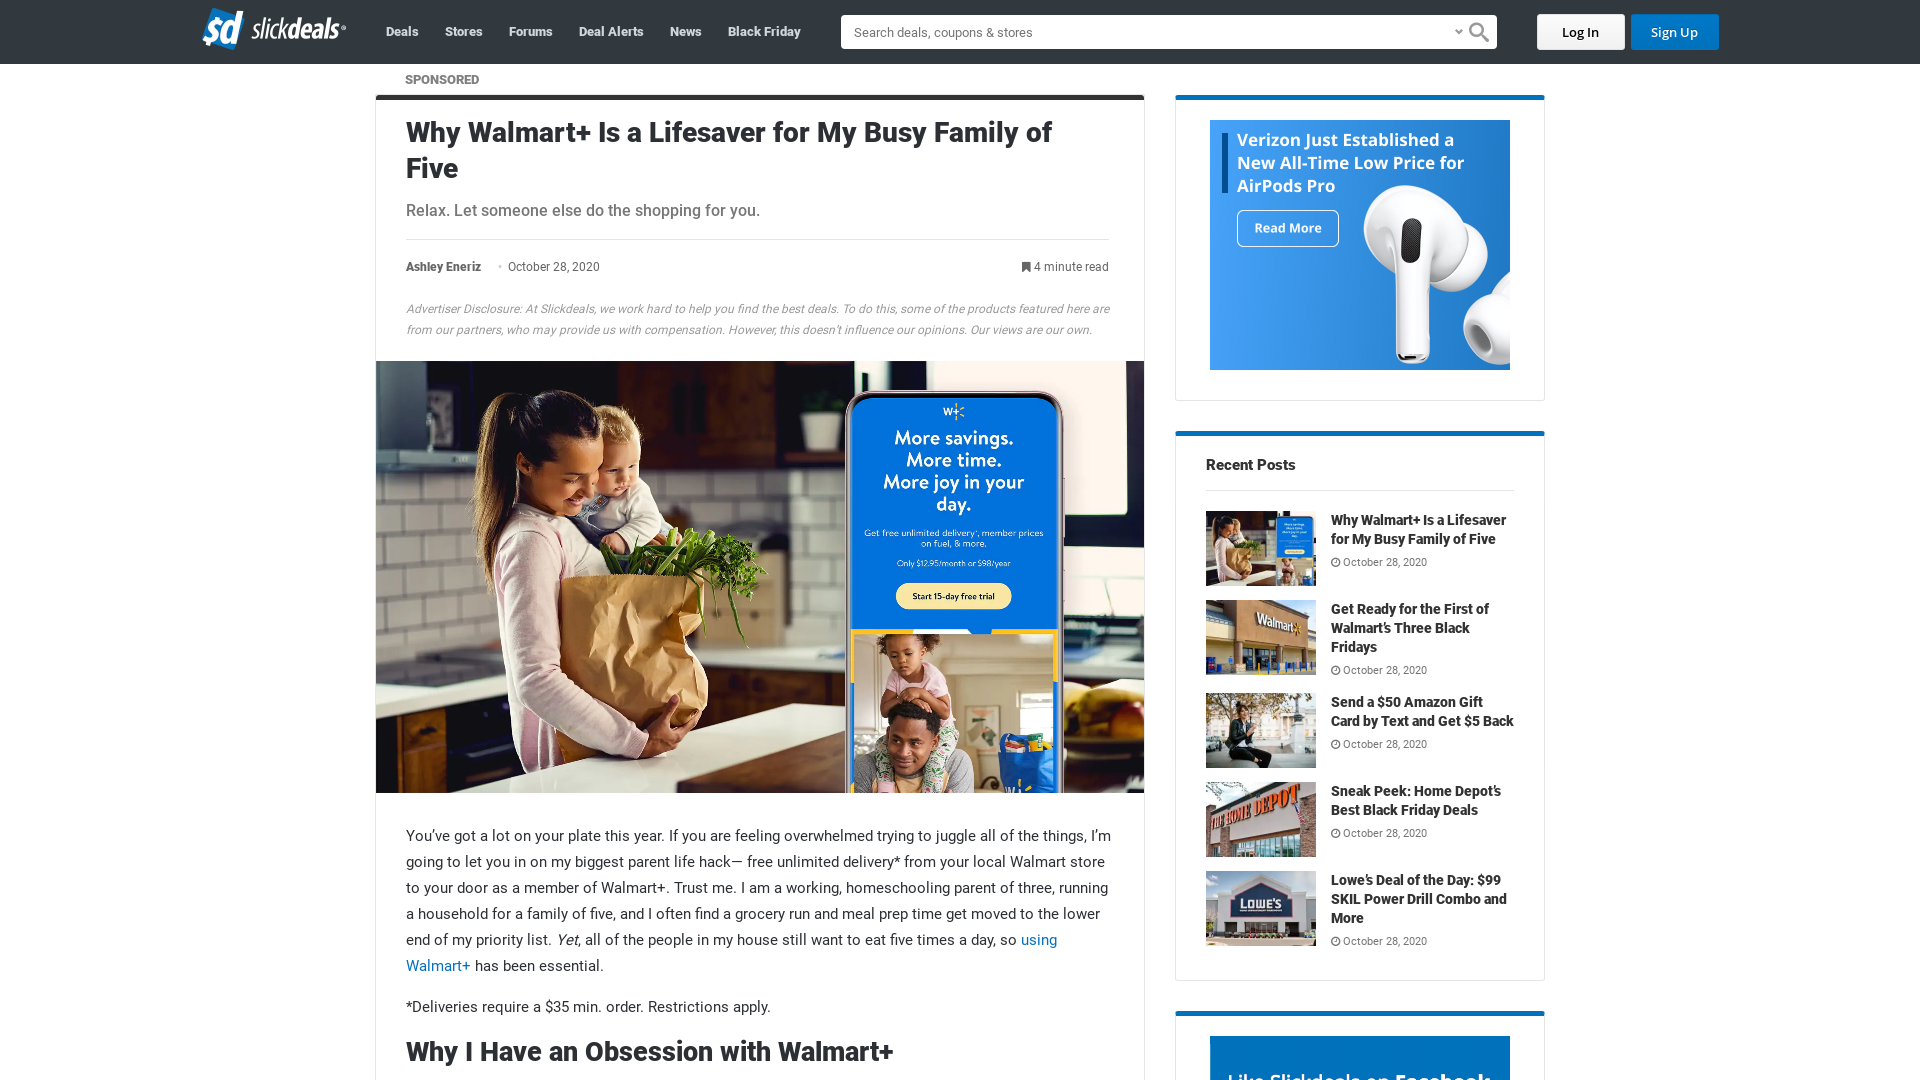 slickdeals
Deals
Stores
Forums
Deal Alerts
News
Black Friday
Search deals, coupons & stores
Log In
Sign Up
SPONSORED
Why Walmart+ Is a Lifesaver for My Busy Family of
Five
Relax. Let someone else do the shopping for you.
Ashley Eneriz
October 28, 2020
4 minute read
Advertiser Disclosure: At Slickdeals, we work hard to help you find the best deals. To do this, some of the products featured here are
from our partners, who may provide us with compensation. However, this doesn’t influence our opinions. Our views are our own.
W+
More savings.
More time.
More joy in your
day.
Get free unlimited delivery*, member prices
on fuel, & more.
Only $12.95/month or $98/year
Start 15-day free trial
You’ve got a lot on your plate this year. If you are feeling overwhelmed trying to juggle all of the things, I’m
going to let you in on my biggest parent life hack— free unlimited delivery* from your local Walmart store
to your door as a member of Walmart+. Trust me. I am a working, homeschooling parent of three, running
a household for a family of five, and I often find a grocery run and meal prep time get moved to the lower
end of my priority list. Yet, all of the people in my house still want to eat five times a day, so using
Walmart+ has been essential.
*Deliveries require a $35 min. order. Restrictions apply.
Why I Have an Obsession with Walmart+
Verizon Just Established a
New All-Time Low Price for
AirPods Pro
Read More
Recent Posts
Why Walmart+ Is a Lifesaver
for My Busy Family of Five
October 28, 2020
Walmart
Get Ready for the First of
Walmart’s Three Black
Fridays
October 28, 2020
Send a $50 Amazon Gift
Card by Text and Get $5 Back
October 28, 2020
THE HOME DEPOT
Sneak Peek: Home Depot’s
Best Black Friday Deals
October 28, 2020
LOWE'S
Lowe’s Deal of the Day: $99
SKIL Power Drill Combo and
More
October 28, 2020
Like Slickdeals on Facebook